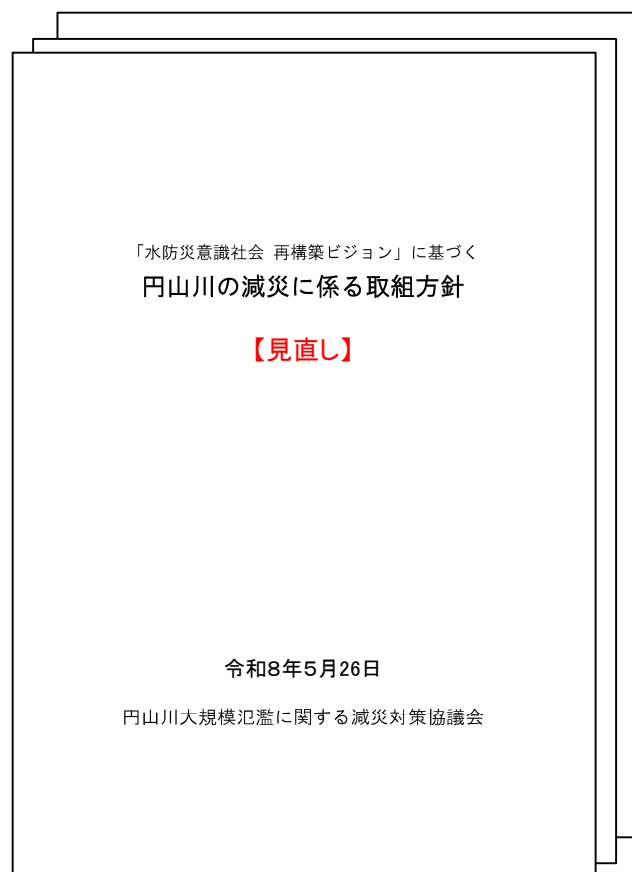 「水防災意識社会 再構築ビジョン」に基づく
円山川の減災に係る取組方針
【見直し】
令和8年5月26日
円山川大規模氾濫に関する減災対策協議会